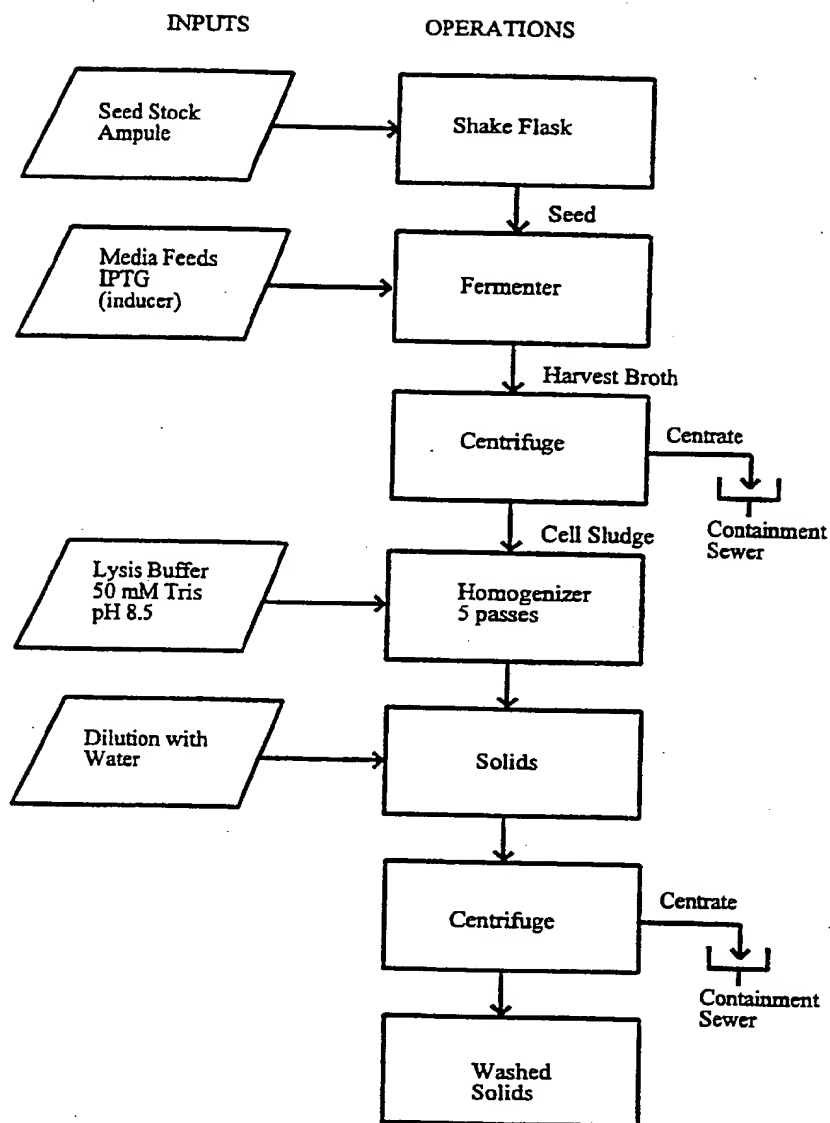 INPUTS
OPERATIONS
Seed Stock
Ampule
Shake Flask
Seed
Media Feeds
IPTG
(inducer)
Fermenter
Harvest Broth
Centrifuge
Centrate
Containment
Sewer
Cell Sludge
Lysis Buffer
50 mM Tris
pH 8.5
Homogenizer
5 passes
Dilution with
Water
Solids
Centrifuge
Centrate
Containment
Sewer
Washed
Solids